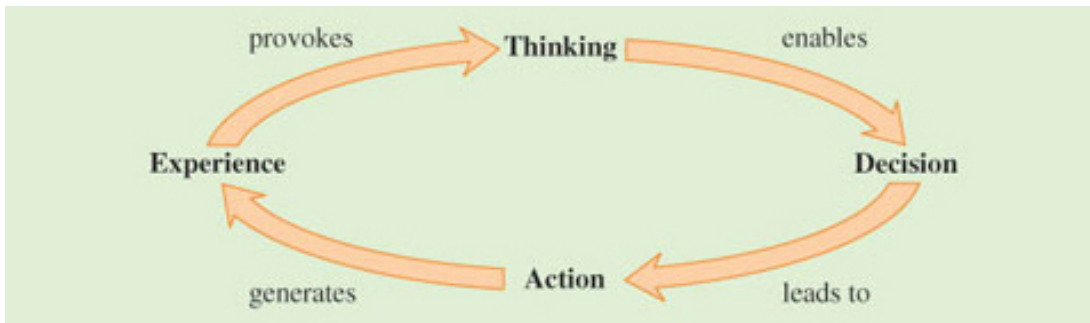 provokes
Thinking
enables
Experience
Decision
generates
Action
leads to